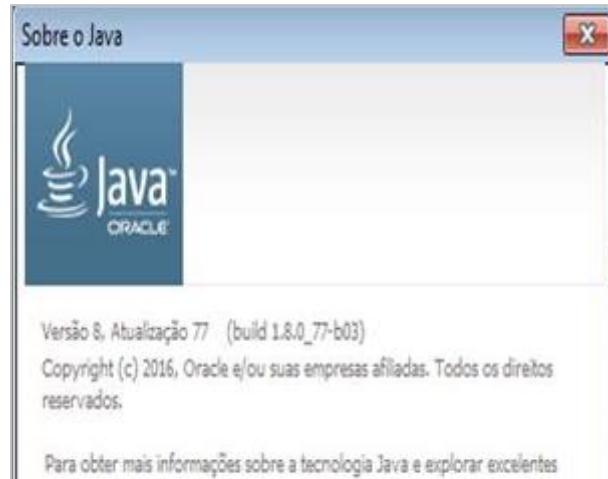 Sobre o Java
Java™
ORACLE
Versão 8, Atualização 77 (build 1.8.0_77-b03)
Copyright (c) 2016, Oracle e/ou suas empresas afiliadas. Todos os direitos
reservados.
Para obter mais informações sobre a tecnologia Java e explorar excelentes